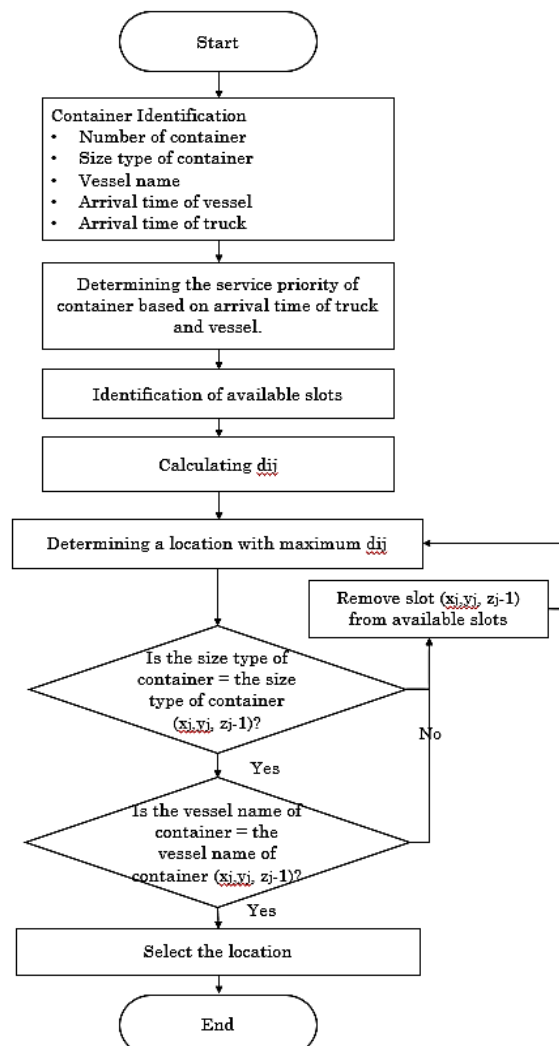 Start
Container Identification
• Number of container
• Size type of container
• Vessel name
• Arrival time of vessel
• Arrival time of truck
Determining the service priority of
container based on arrival time of truck
and vessel.
Identification of available slots
Calculating dij
Determining a location with maximum dij
Remove slot (xj,yj, zj-1)
from available slots
Is the size type of
container = the size
type of container
(xj,yj, zj-1)?
No
Yes
Is the vessel name of
container = the
vessel name of
container (xj,yj, zj-1)?
Yes
Select the location
End